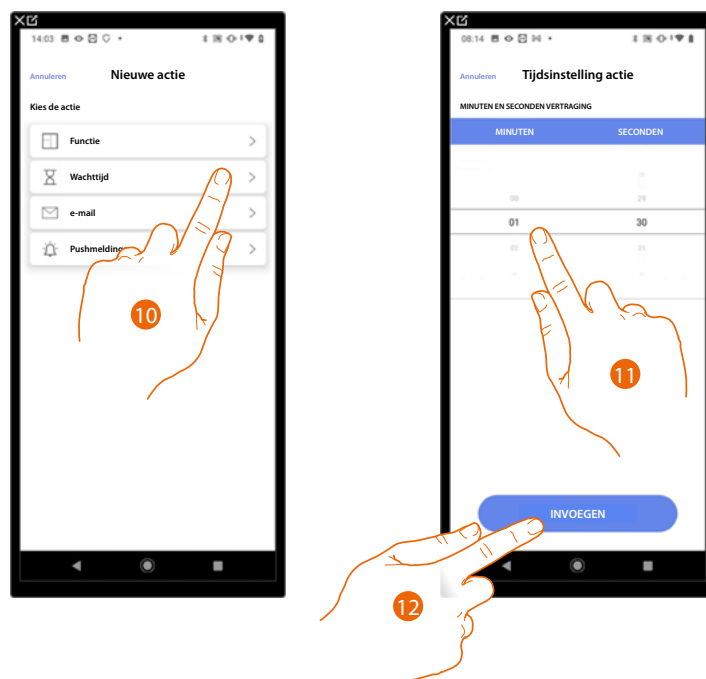 14:03
Annuleren
Nieuwe actie
Kies de actie
Functie
Wachttijd
e-mail
Pushmelding
10
08:14
Annuleren
Tijdsinstelling actie
MINUTEN EN SECONDEN VERTRAGING
MINUTEN SECONDEN
00 29
01 30
31
11
INVOEGEN
12